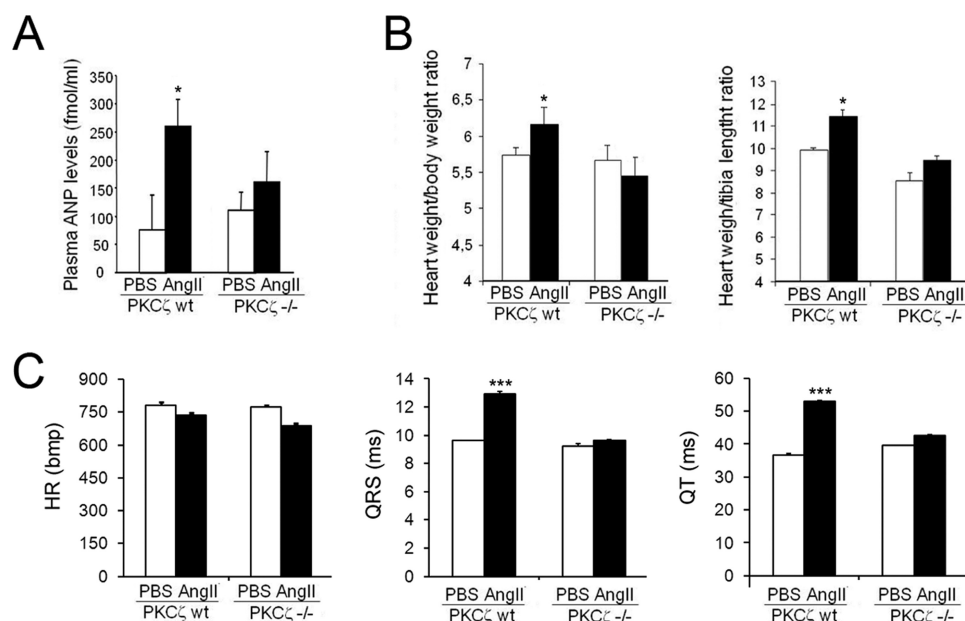 A
Plasma ANP levels (fmol/ml)
350
300
250
200
150
100
50
0
*
PBS AngII PBS AngII
PKCζ wt PKCζ -/-
B
Heart weight/body weight ratio
7
6,5
6
5,5
5
4,5
4
*
PBS AngII PBS AngII
PKCζ wt PKCζ -/-
Heart weigh/tibia lenght ratio
13
12
11
10
9
8
7
6
5
4
*
PBS AngII PBS AngII
PKCζ wt PKCζ -/-
C
HR (bmp)
900
750
600
450
300
150
0
PBS AngII PBS AngII
PKCζ wt PKCζ -/-
QRS (ms)
14
12
10
8
6
4
2
0
***
PBS AngII PBS AngII
PKCζ wt PKCζ -/-
QT (ms)
60
50
40
30
20
10
0
***
PBS AngII PBS AngII
PKCζ wt PKCζ -/-